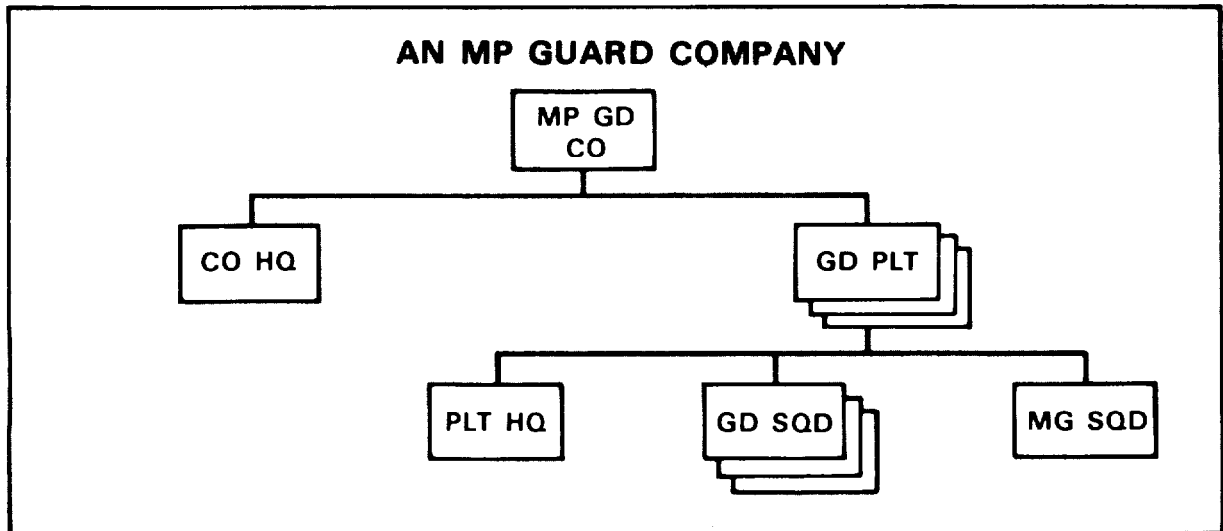 AN MP GUARD COMPANY
MP GD
CO
CO HQ
GD PLT
PLT HQ
GD SQD
MG SQD